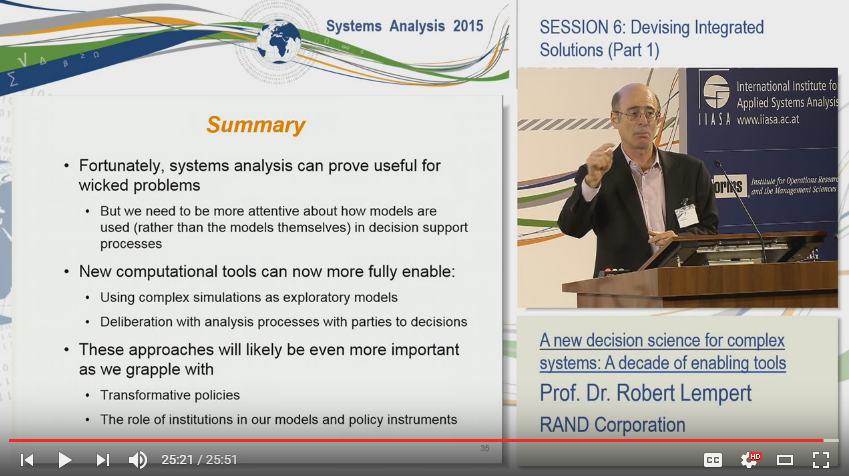 Systems Analysis 2015
SESSION 6: Devising Integrated
Solutions (Part 1)
Summary
• Fortunately, systems analysis can prove useful for
wicked problems
• But we need to be more attentive about how models are
used (rather than the models themselves) in decision support
processes
• New computational tools can now more fully enable:
• Using complex simulations as exploratory models
• Deliberation with analysis processes with parties to decisions
• These approaches will likely be even more important
as we grapple with
• Transformative policies
• The role of institutions in our models and policy instruments
35
International Institute fo
Applied Systems Analysis
IIASA www.iiasa.ac.at
orms
Institute for Operations Resear
and the Management Sciences
A new decision science for complex
systems: A decade of enabling tools
Prof. Dr. Robert Lempert
RAND Corporation
25:21 / 25:51
CC
HD